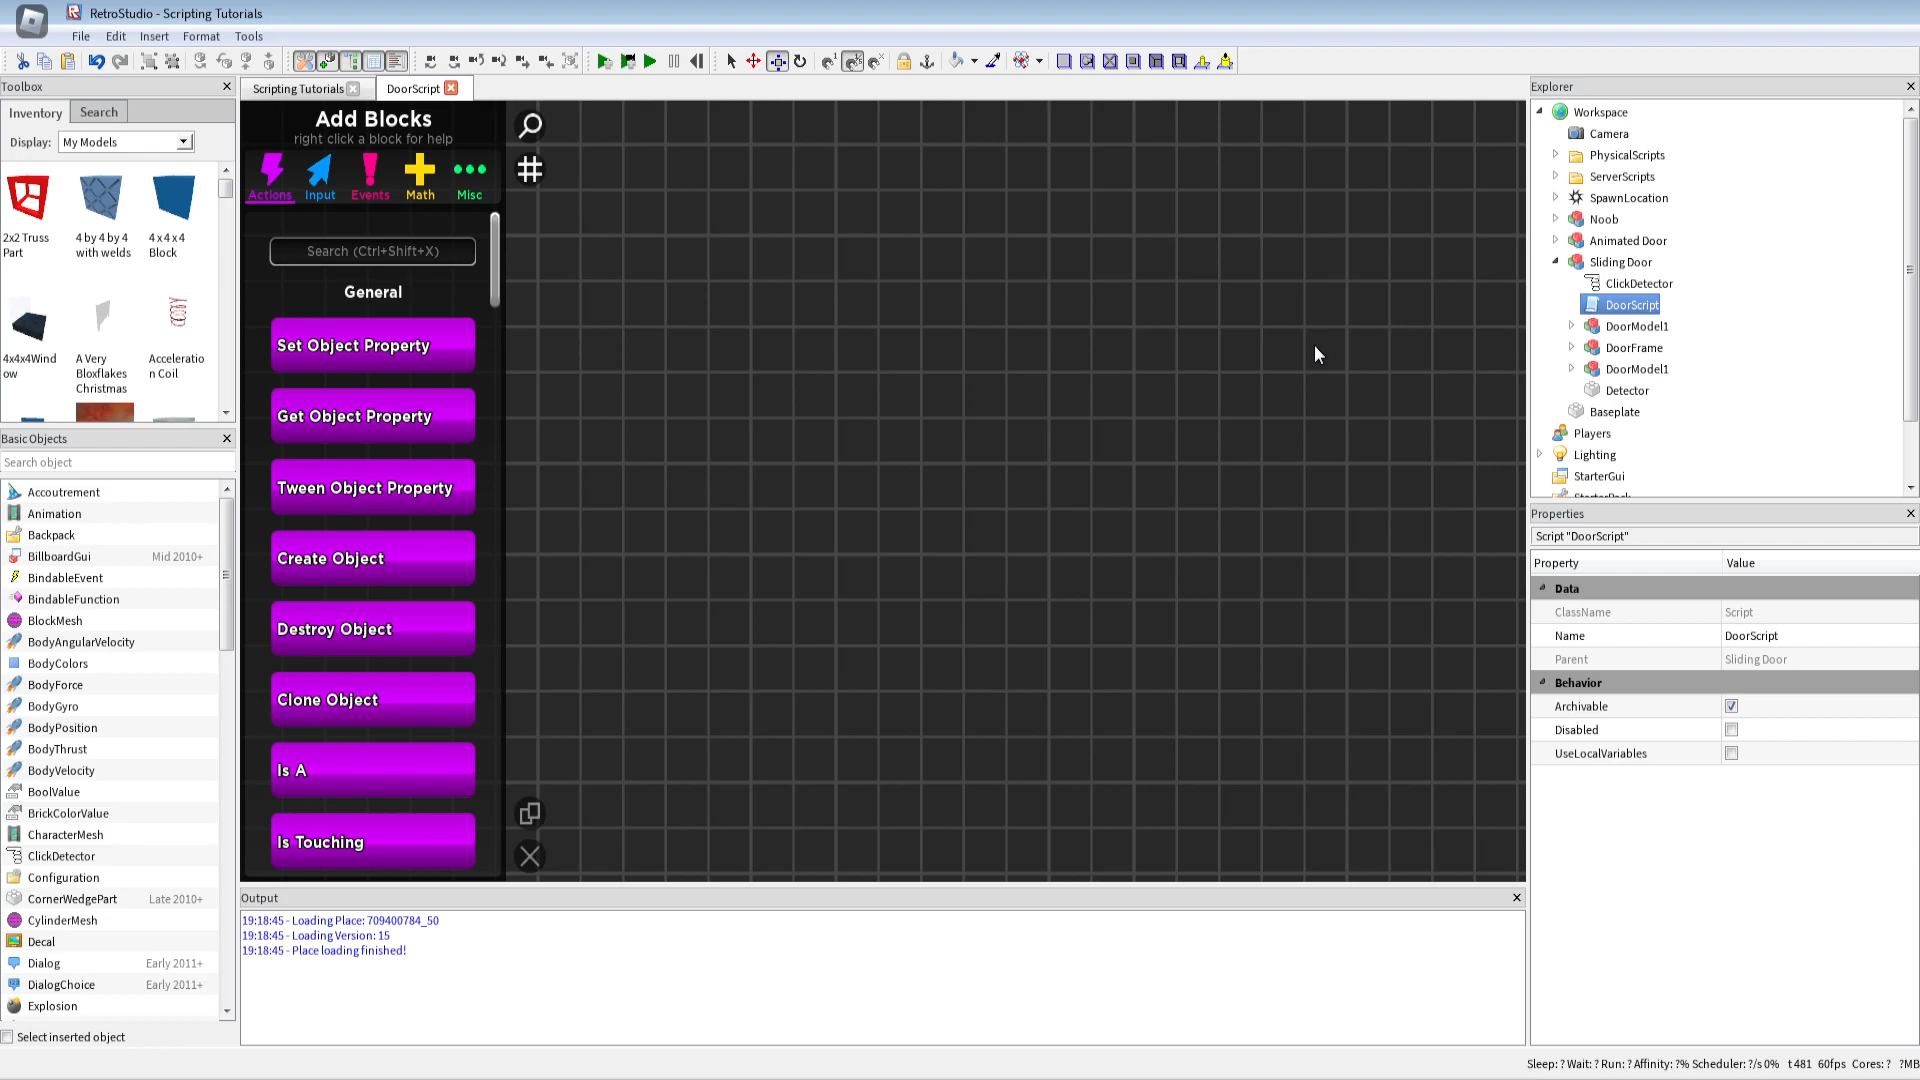 RetroStudio - Scripting Tutorials
File Edit Insert Format Tools
Toolbox
Inventory Search
Display: My Models
2x2 Truss
Part
4 by 4 by 4
with welds
4 x 4 x 4
Block
4x4x4Wind
ow
A Very
Bloxflakes
Christmas
Acceleratio
n Coil
Basic Objects
Search object
Accoutrement
Animation
Backpack
BillboardGui Mid 2010+
BindableEvent
BindableFunction
BlockMesh
BodyAngularVelocity
BodyColors
BodyForce
BodyGyro
BodyPosition
BodyThrust
BodyVelocity
BoolValue
BrickColorValue
CharacterMesh
ClickDetector
Configuration
CornerWedgePart Late 2010+
CylinderMesh
Decal
Dialog Early 2011+
DialogChoice Early 2011+
Explosion
Select inserted object
Scripting Tutorials DoorScript
Add Blocks
right click a block for help
Actions Input Events Math Misc
Search (Ctrl+Shift+X)
General
Set Object Property
Get Object Property
Tween Object Property
Create Object
Destroy Object
Clone Object
Is A
Is Touching
Output
19:18:45 - Loading Place: 709400784_50
19:18:45 - Loading Version: 15
19:18:45 - Place loading finished!
Explorer
Workspace
Camera
PhysicalScripts
ServerScripts
SpawnLocation
Noob
Animated Door
Sliding Door
ClickDetector
DoorScript
DoorModel1
DoorFrame
DoorModel1
Detector
Baseplate
Players
Lighting
StarterGui
StarterPack
Properties
Script "DoorScript"
Property Value
Data
ClassName Script
Name DoorScript
Parent Sliding Door
Behavior
Archivable
Disabled
UseLocalVariables
Sleep: ? Wait: ? Run: ? Affinity: ?% Scheduler: ?/s 0% t 481 60fps Cores: ? ?MB